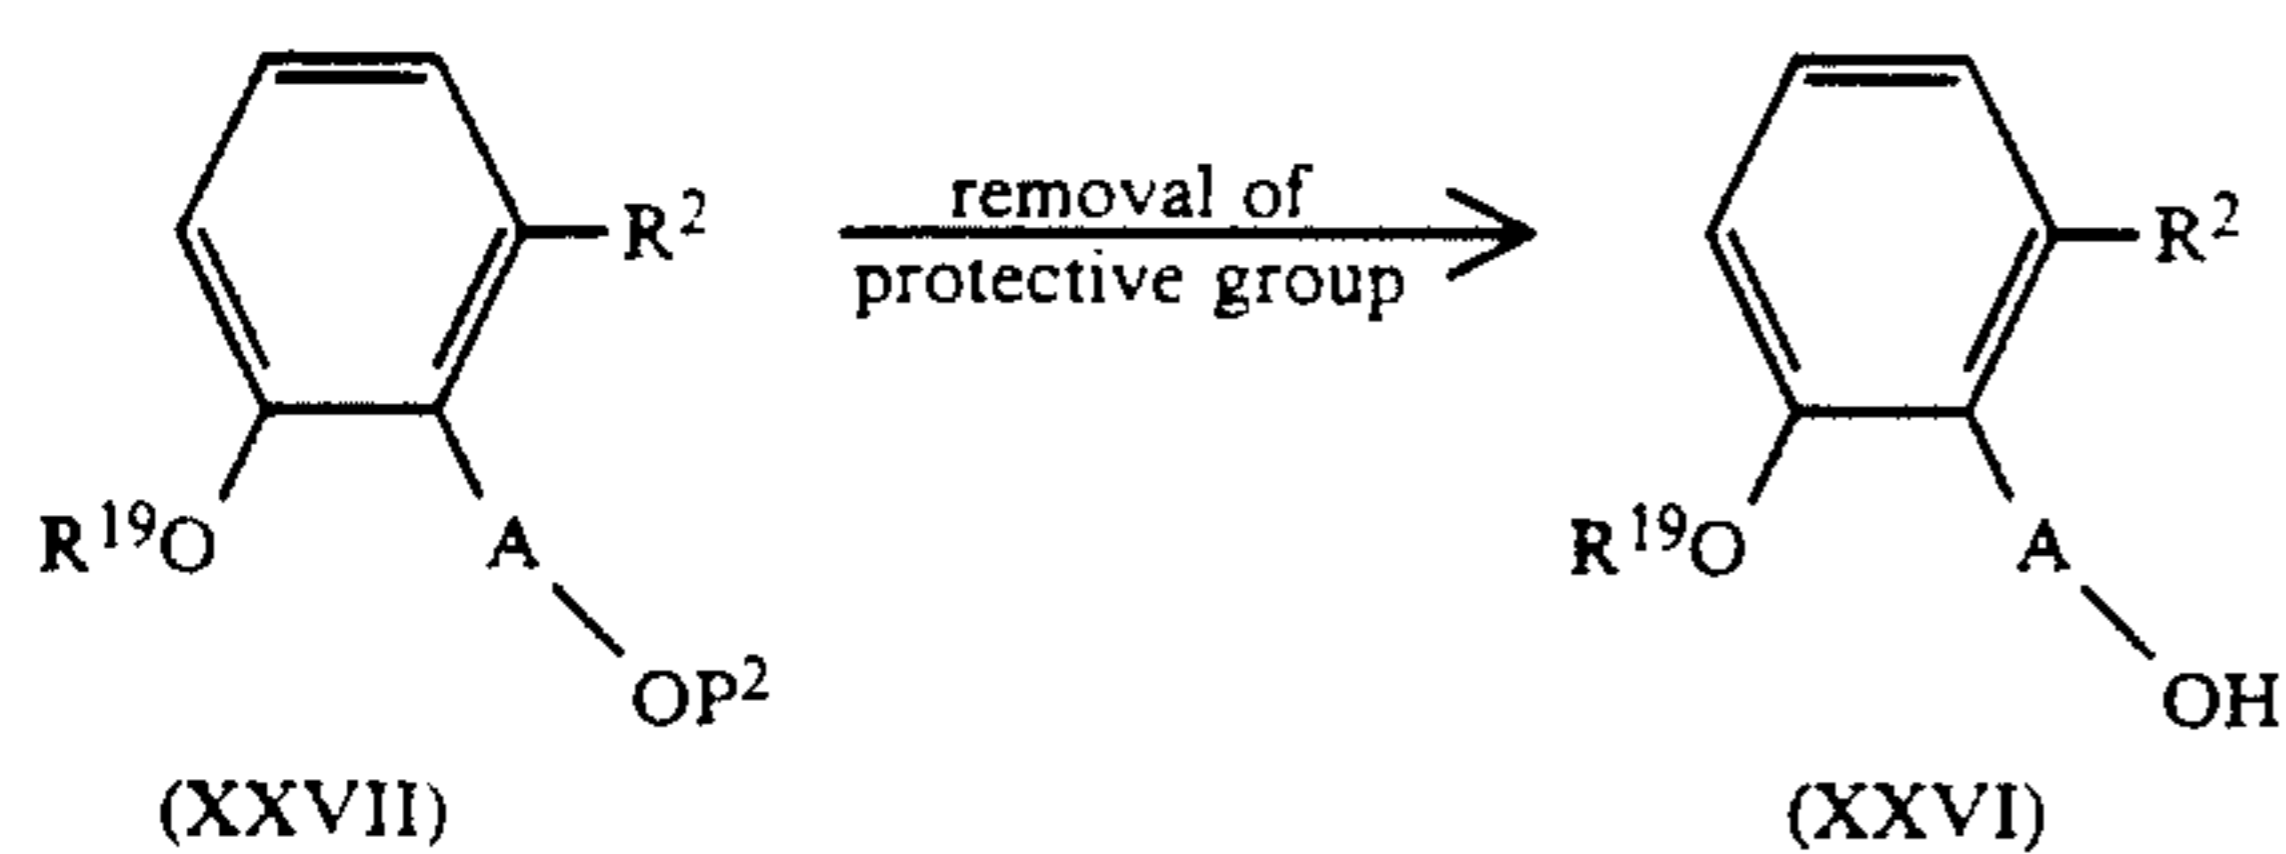 removal of
protective group
R²
R²
R¹⁹O
A
R¹⁹O
A
OP²
OH
(XXVII)
(XXVI)